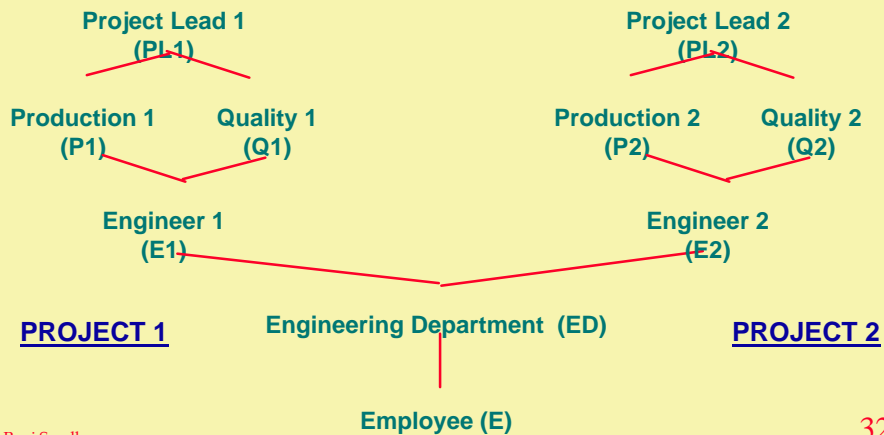 Project Lead 1
(PL1)
Project Lead 2
(PL2)
Production 1
(P1)
Quality 1
(Q1)
Production 2
(P2)
Quality 2
(Q2)
Engineer 1
(E1)
Engineer 2
(E2)
PROJECT 1
Engineering Department (ED)
PROJECT 2
Employee (E)
32